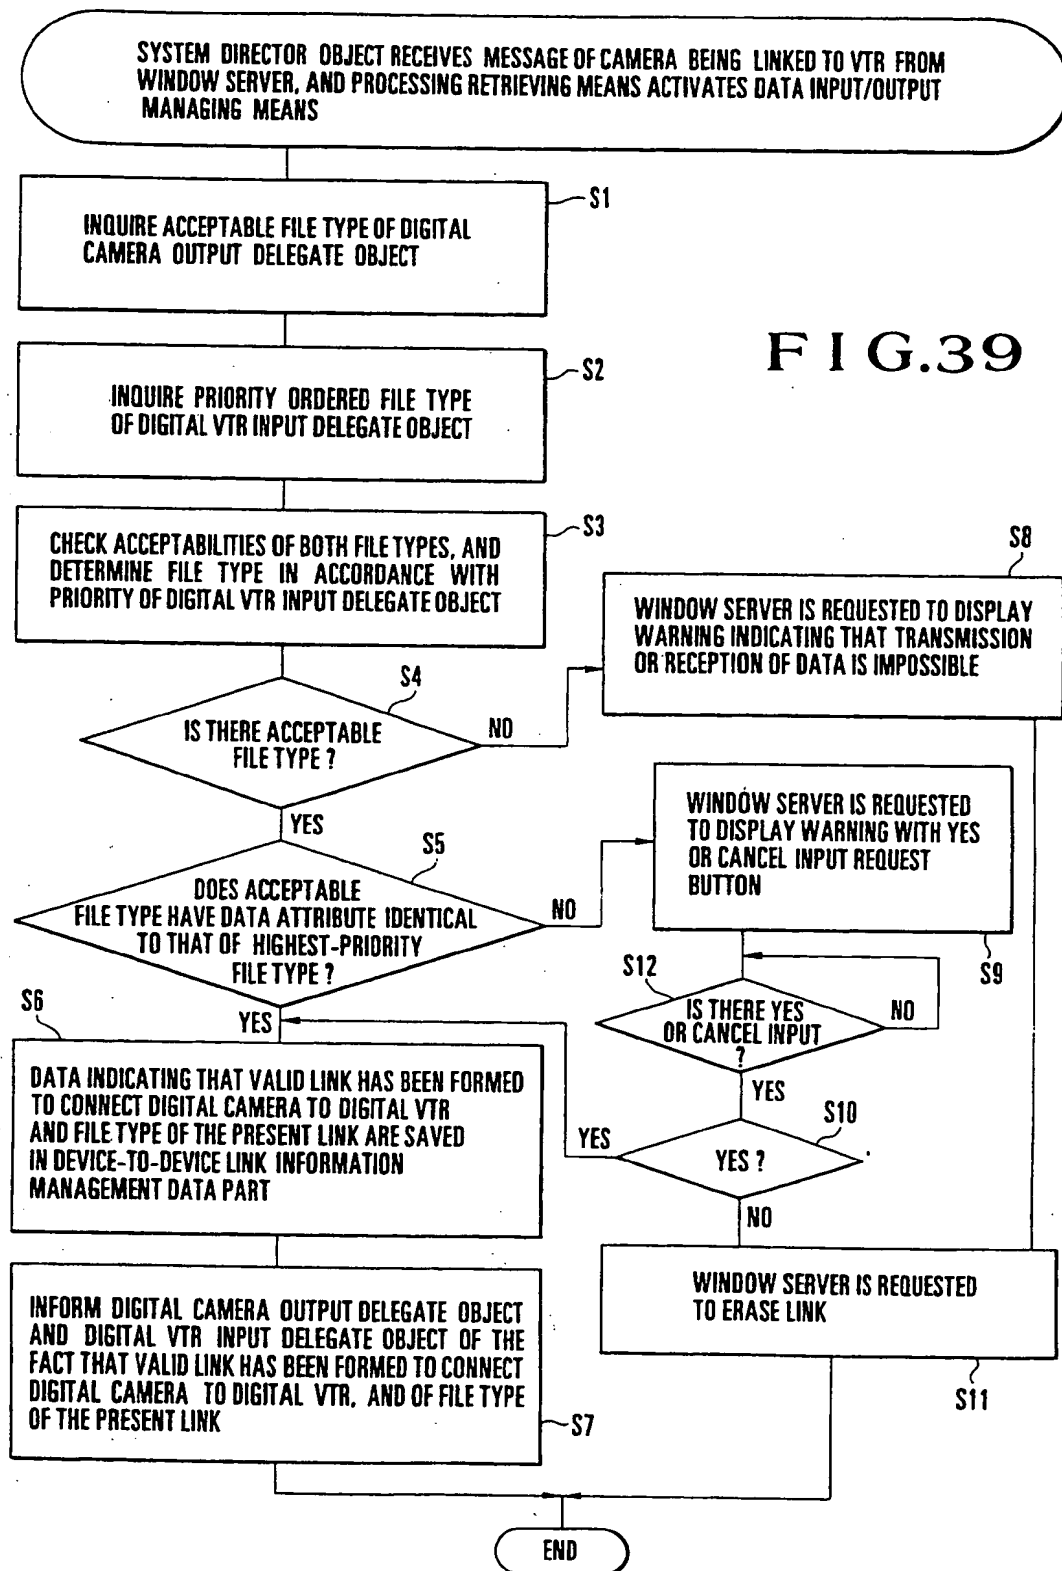 SYSTEM DIRECTOR OBJECT RECEIVES MESSAGE OF CAMERA BEING LINKED TO VTR FROM
WINDOW SERVER, AND PROCESSING RETRIEVING MEANS ACTIVATES DATA INPUT/OUTPUT
MANAGING MEANS
S1
INQUIRE ACCEPTABLE FILE TYPE OF DIGITAL
CAMERA OUTPUT DELEGATE OBJECT
FIG.39
S2
INQUIRE PRIORITY ORDERED FILE TYPE
OF DIGITAL VTR INPUT DELEGATE OBJECT
S3
CHECK ACCEPTABILITIES OF BOTH FILE TYPES, AND
DETERMINE FILE TYPE IN ACCORDANCE WITH
PRIORITY OF DIGITAL VTR INPUT DELEGATE OBJECT
S8
WINDOW SERVER IS REQUESTED TO DISPLAY
WARNING INDICATING THAT TRANSMISSION
OR RECEPTION OF DATA IS IMPOSSIBLE
S4
IS THERE ACCEPTABLE
FILE TYPE ?
NO
YES
S5
DOES ACCEPTABLE
FILE TYPE HAVE DATA ATTRIBUTE IDENTICAL
TO THAT OF HIGHEST-PRIORITY
FILE TYPE ?
NO
YES
WINDOW SERVER IS REQUESTED
TO DISPLAY WARNING WITH YES
OR CANCEL INPUT REQUEST
BUTTON
S9
S12
IS THERE YES
OR CANCEL INPUT
?
NO
YES
S6
DATA INDICATING THAT VALID LINK HAS BEEN FORMED
TO CONNECT DIGITAL CAMERA TO DIGITAL VTR
AND FILE TYPE OF THE PRESENT LINK ARE SAVED
IN DEVICE-TO-DEVICE LINK INFORMATION
MANAGEMENT DATA PART
S10
YES ?
YES
NO
WINDOW SERVER IS REQUESTED
TO ERASE LINK
S11
INFORM DIGITAL CAMERA OUTPUT DELEGATE OBJECT
AND DIGITAL VTR INPUT DELEGATE OBJECT OF THE
FACT THAT VALID LINK HAS BEEN FORMED TO CONNECT
DIGITAL CAMERA TO DIGITAL VTR, AND OF FILE TYPE
OF THE PRESENT LINK
S7
END